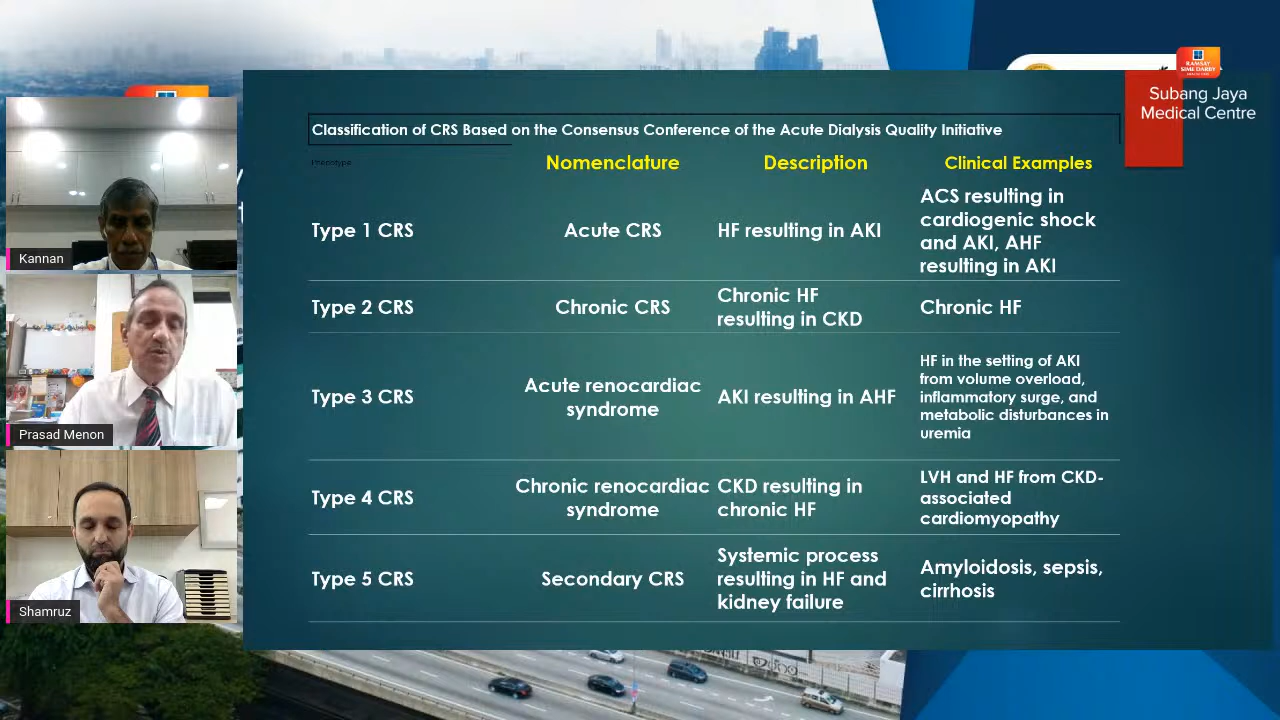 RAMSAY
SIME DARBY
Subang Jaya
Medical Centre
Classification of CRS Based on the Consensus Conference of the Acute Dialysis Quality Initiative
Phenotype
Nomenclature
Description
Clinical Examples
Type 1 CRS
Acute CRS
HF resulting in AKI
ACS resulting in
cardiogenic shock
and AKI, AHF
resulting in AKI
Type 2 CRS
Chronic CRS
Chronic HF
resulting in CKD
Chronic HF
Type 3 CRS
Acute renocardiac
syndrome
AKI resulting in AHF
HF in the setting of AKI
from volume overload,
inflammatory surge, and
metabolic disturbances in
uremia
Type 4 CRS
Chronic renocardiac
syndrome
CKD resulting in
chronic HF
LVH and HF from CKD-
associated
cardiomyopathy
Type 5 CRS
Secondary CRS
Systemic process
resulting in HF and
kidney failure
Amyloidosis, sepsis,
cirrhosis
Kannan
Prasad Menon
Shamruz